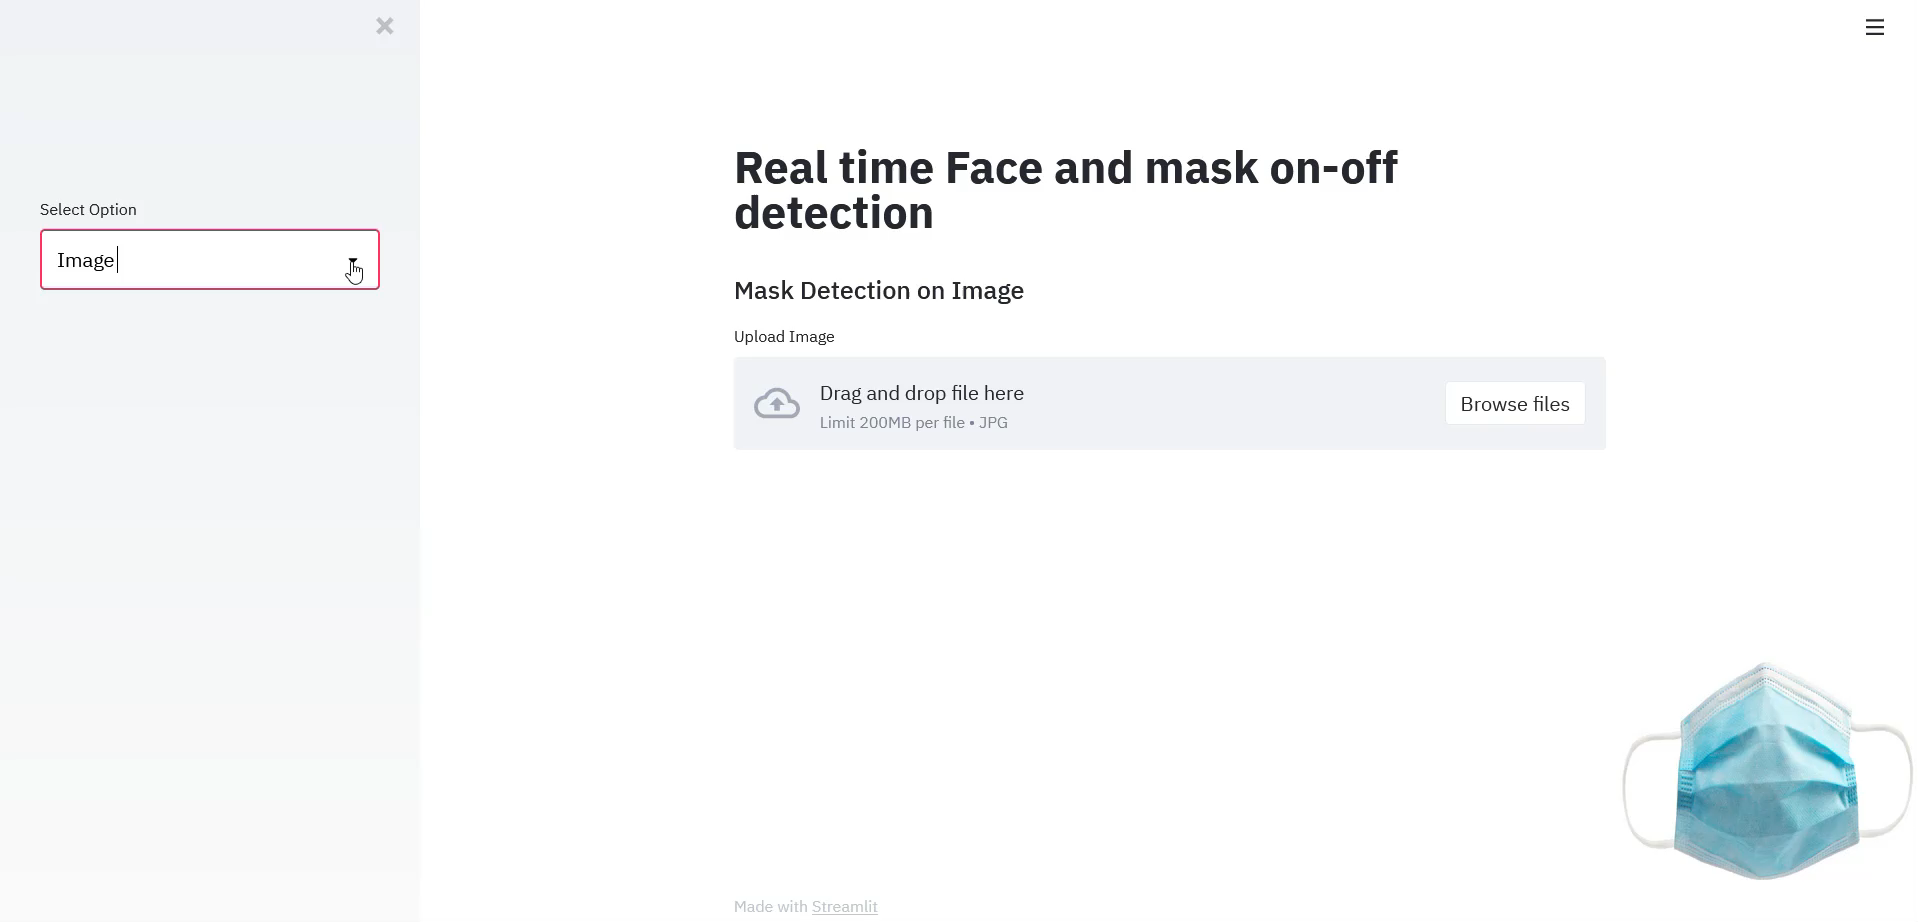 Select Option
Image
Real time Face and mask on-off
detection
Mask Detection on Image
Upload Image
Drag and drop file here
Limit 200MB per file • JPG
Browse files
Made with Streamlit